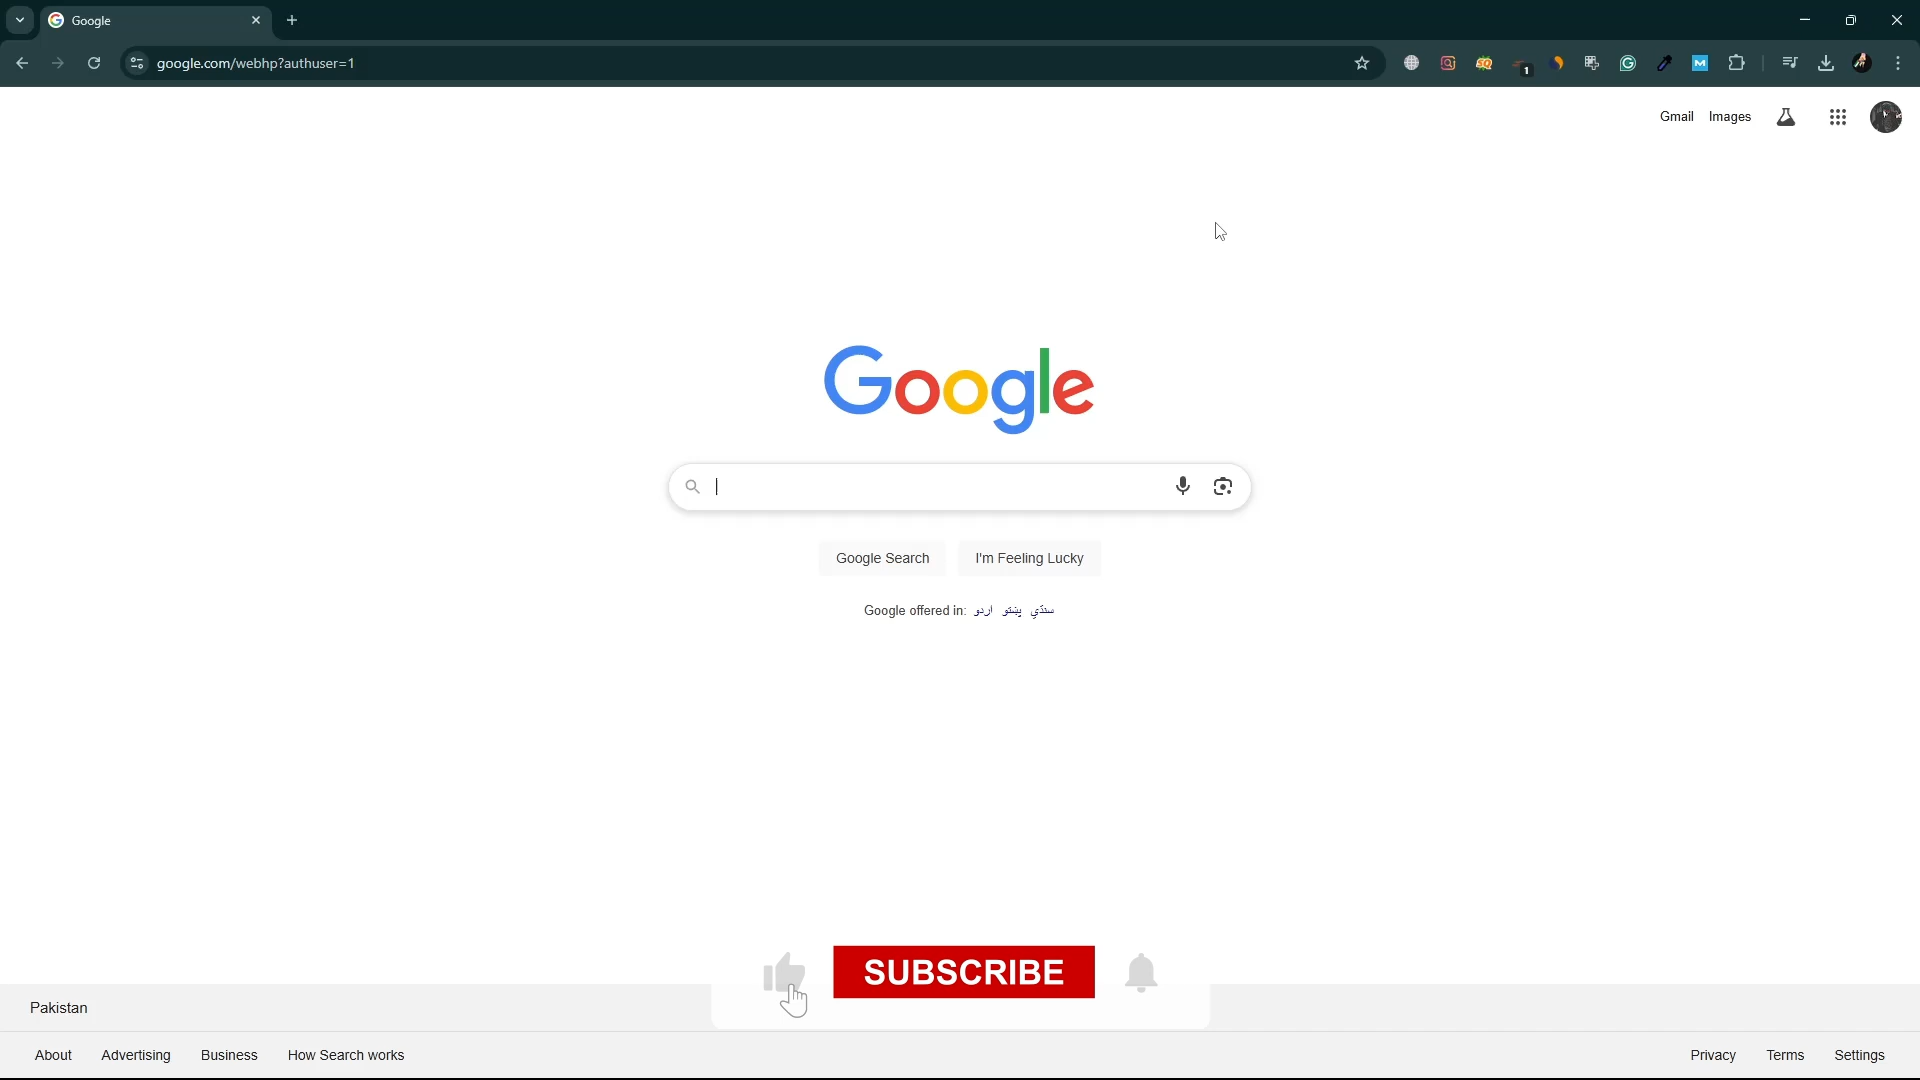 Google
google.com/webhp?authuser=1
1
Gmail Images
Google
Google Search I'm Feeling Lucky
Google offered in: اردو پښتو سنڌي
SUBSCRIBE
Pakistan
About Advertising Business How Search works Privacy Terms Settings